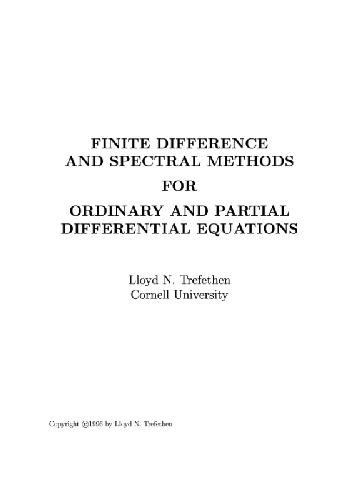 FINITE DIFFERENCE
AND SPECTRAL METHODS
FOR
ORDINARY AND PARTIAL
DIFFERENTIAL EQUATIONS
Lloyd N. Trefethen
Cornell University
Copyright ©1996 by Lloyd N. Trefethen